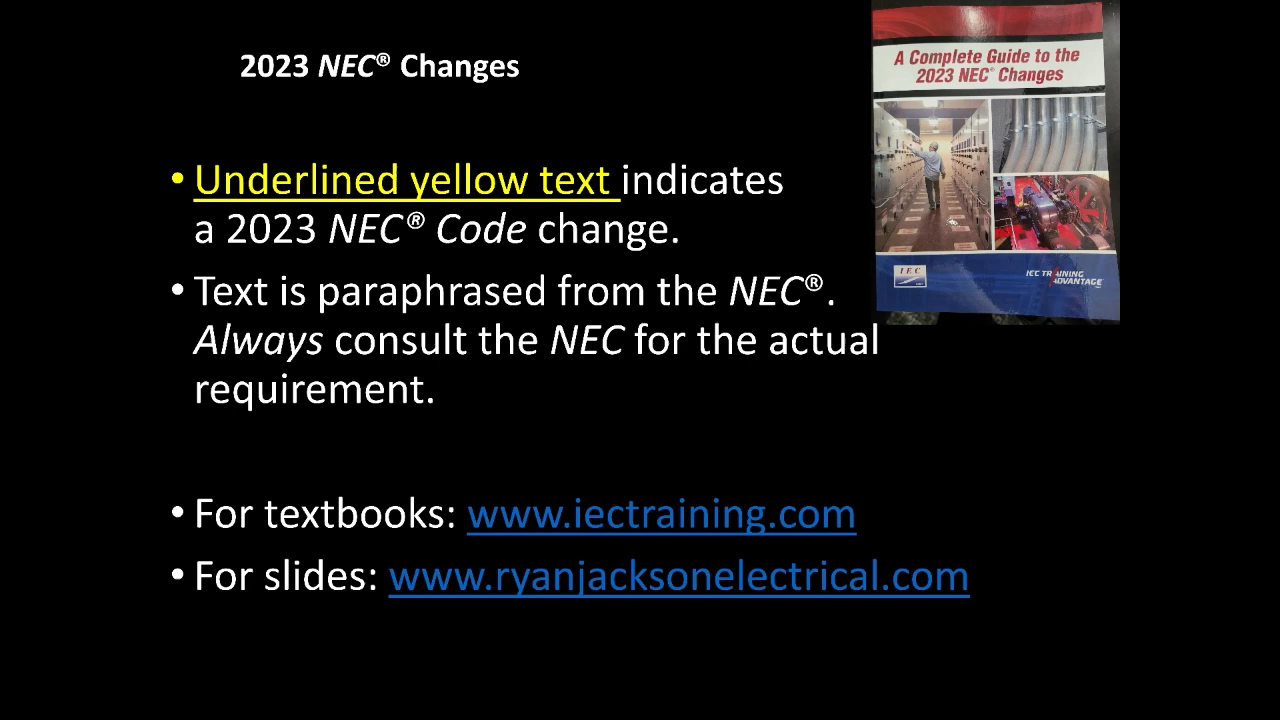 2023 NEC® Changes
A Complete Guide to the
2023 NEC® Changes
Underlined yellow text indicates
a 2023 NEC® Code change.
Text is paraphrased from the NEC®.
Always consult the NEC for the actual
requirement.
IEC
IEC TRAINING
ADVANTAGE
For textbooks: www.iectraining.com
For slides: www.ryanjacksonelectrical.com